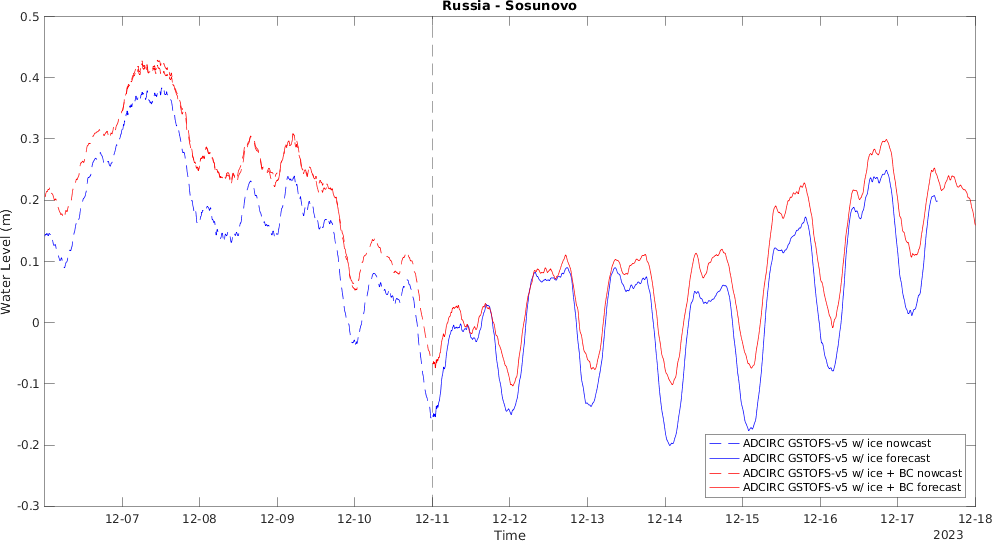 Russia - Sosunovo
Water Level (m)
0.5
0.4
0.3
0.2
0.1
0
-0.1
-0.2
-0.3
ADCIRC GSTOFS-v5 w/ ice nowcast
ADCIRC GSTOFS-v5 w/ ice forecast
ADCIRC GSTOFS-v5 w/ ice + BC nowcast
ADCIRC GSTOFS-v5 w/ ice + BC forecast
12-07 12-08 12-09 12-10 12-11 12-12 12-13 12-14 12-15 12-16 12-17 12-18
Time
2023